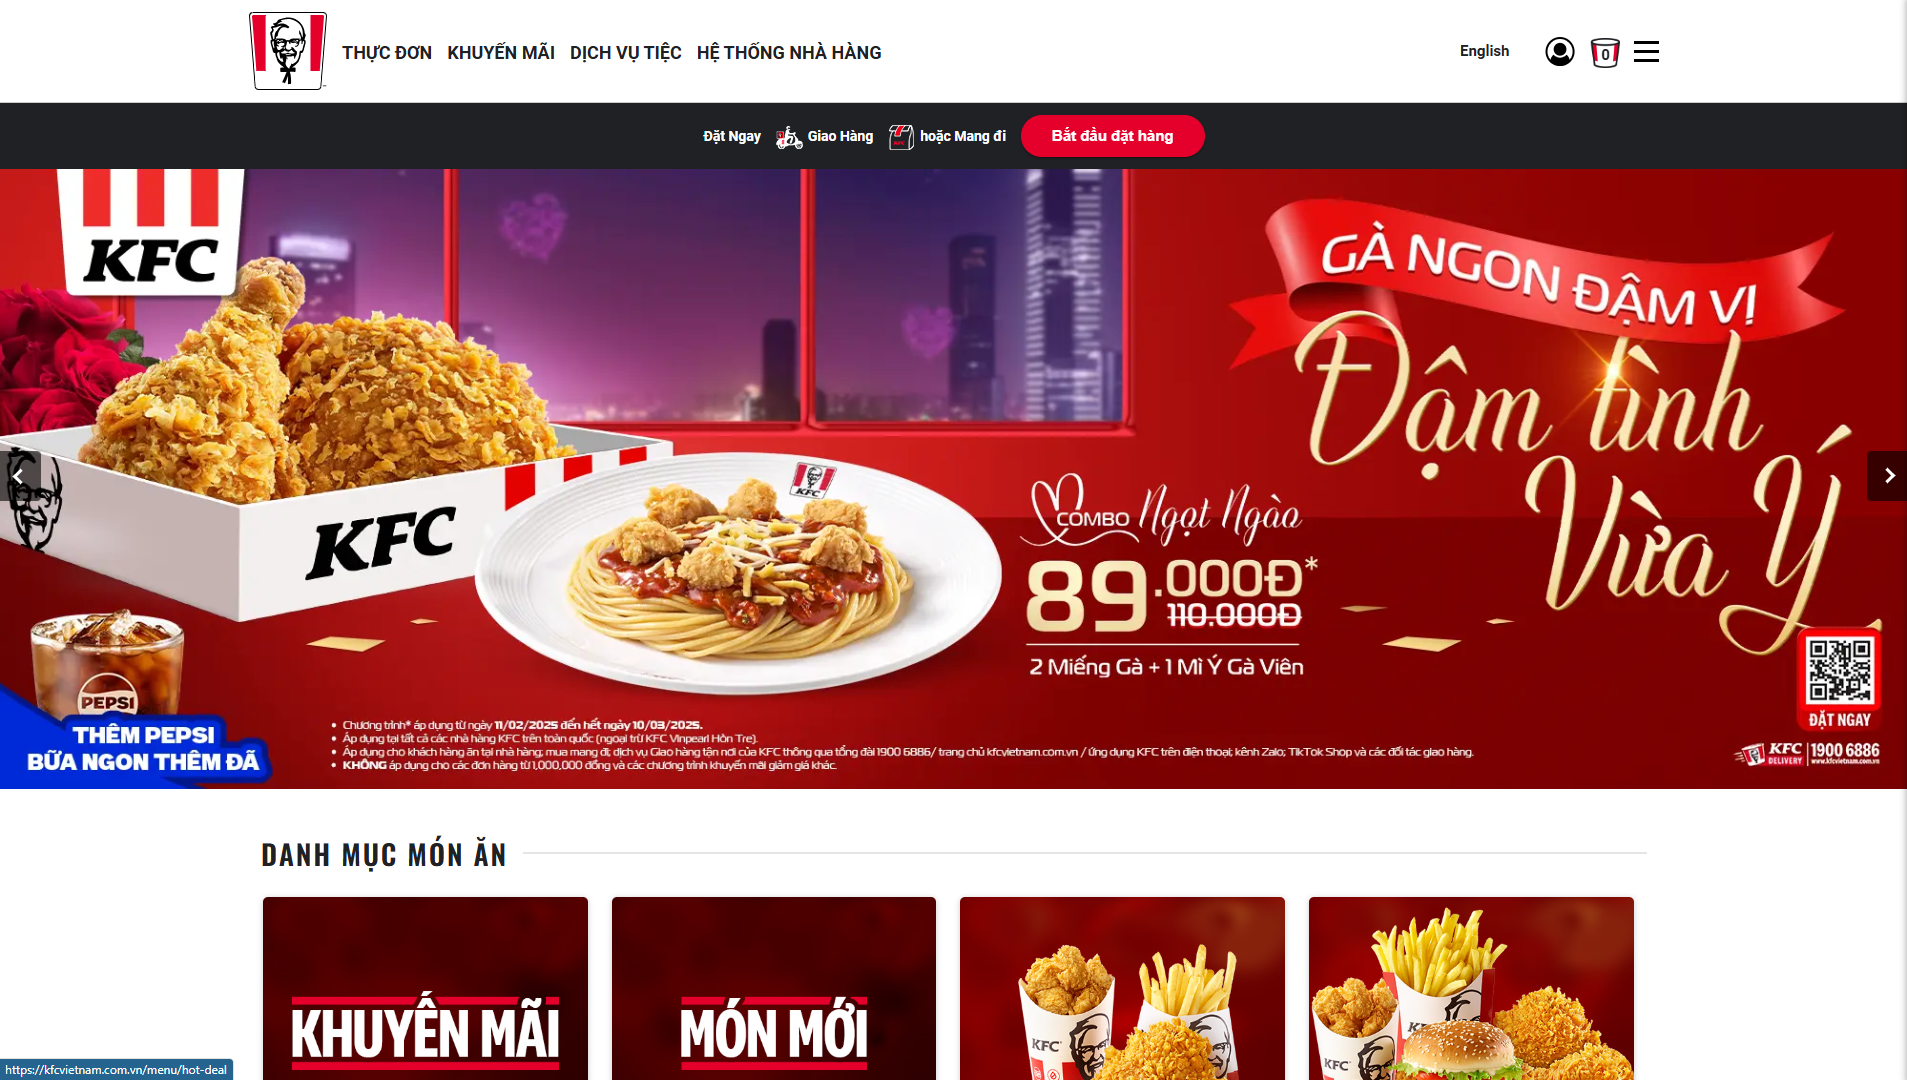 THỰC ĐƠN KHUYẾN MÃI DỊCH VỤ TIỆC HỆ THỐNG NHÀ HÀNG
English
0
Đặt Ngay Giao Hàng hoặc Mang đi Bắt đầu đặt hàng
KFC
GÀ NGON ĐẬM VỊ
Đậm tình
Vừa Ý
KFC
KFC
COMBO Ngọt Ngào
89.000Đ*
110.000Đ
2 Miếng Gà + 1 Mì Ý Gà Viên
PEPSI
THÊM PEPSI
BỮA NGON THÊM ĐÃ
• Chương trình* áp dụng từ ngày 11/02/2025 đến hết ngày 10/03/2025.
• Áp dụng tại tất cả các nhà hàng KFC trên toàn quốc (ngoại trừ KFC Vinpearl Hòn Tre).
• Áp dụng cho khách hàng ăn tại nhà hàng; mua mang đi; dịch vụ Giao hàng tận nơi của KFC thông qua tổng đài 1900 6886/ trang chủ kfcvietnam.com.vn / ứng dụng KFC trên điện thoại; kênh Zalo; TikTok Shop và các đối tác giao hàng.
• KHÔNG áp dụng cho các đơn hàng từ 1,000,000 đồng và các chương trình khuyến mãi giảm giá khác.
ĐẶT NGAY
KFC DELIVERY 1900 6886
www.kfcvietnam.com.vn
DANH MỤC MÓN ĂN
KHUYẾN MÃI
MÓN MỚI
KFC
KFC
https://kfcvietnam.com.vn/menu/hot-deal